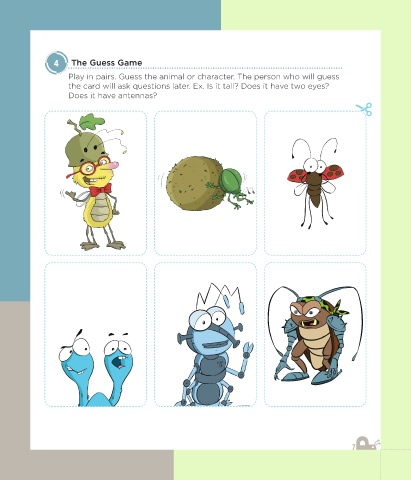 4 The Guess Game
Play in pairs. Guess the animal or character. The person who will guess
the card will ask questions later. Ex. Is it tall? Does it have two eyes?
Does it have antennas?